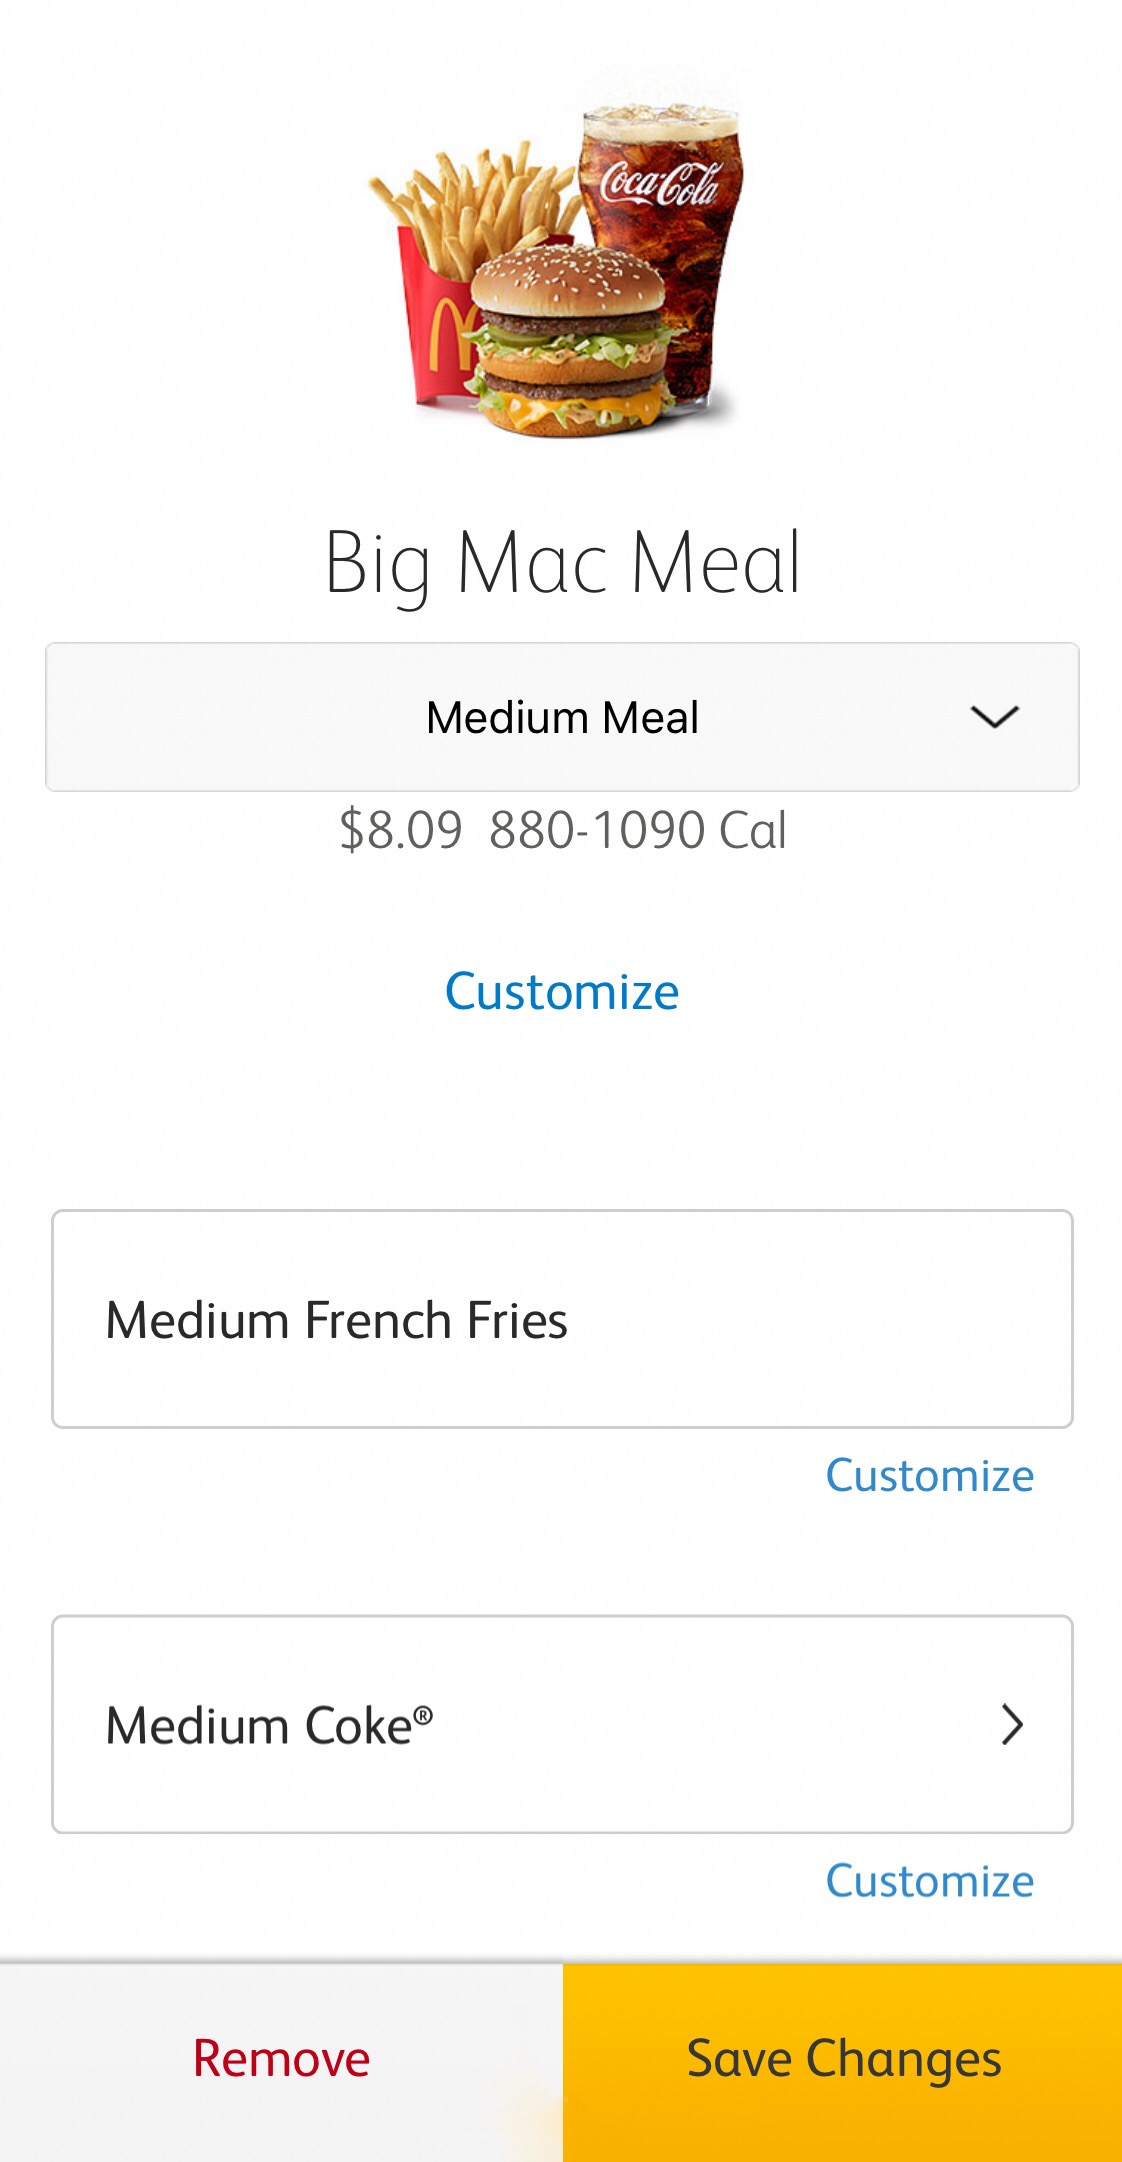 Coca-Cola
Big Mac Meal
Medium Meal
$8.09 880-1090 Cal
Customize
Medium French Fries
Customize
Medium Coke®
Customize
Remove
Save Changes